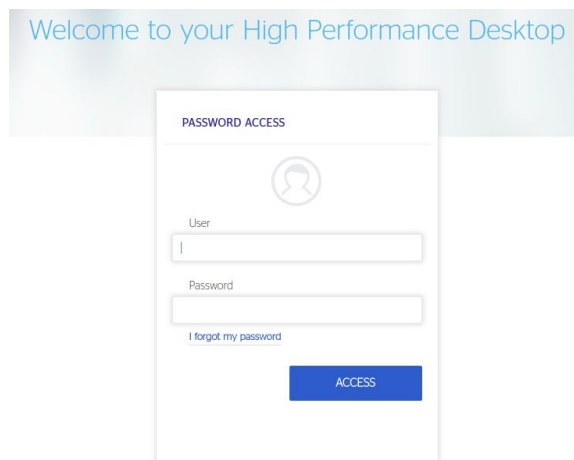 Welcome to your High Performance Desktop
PASSWORD ACCESS
User
Password
I forgot my password
ACCESS